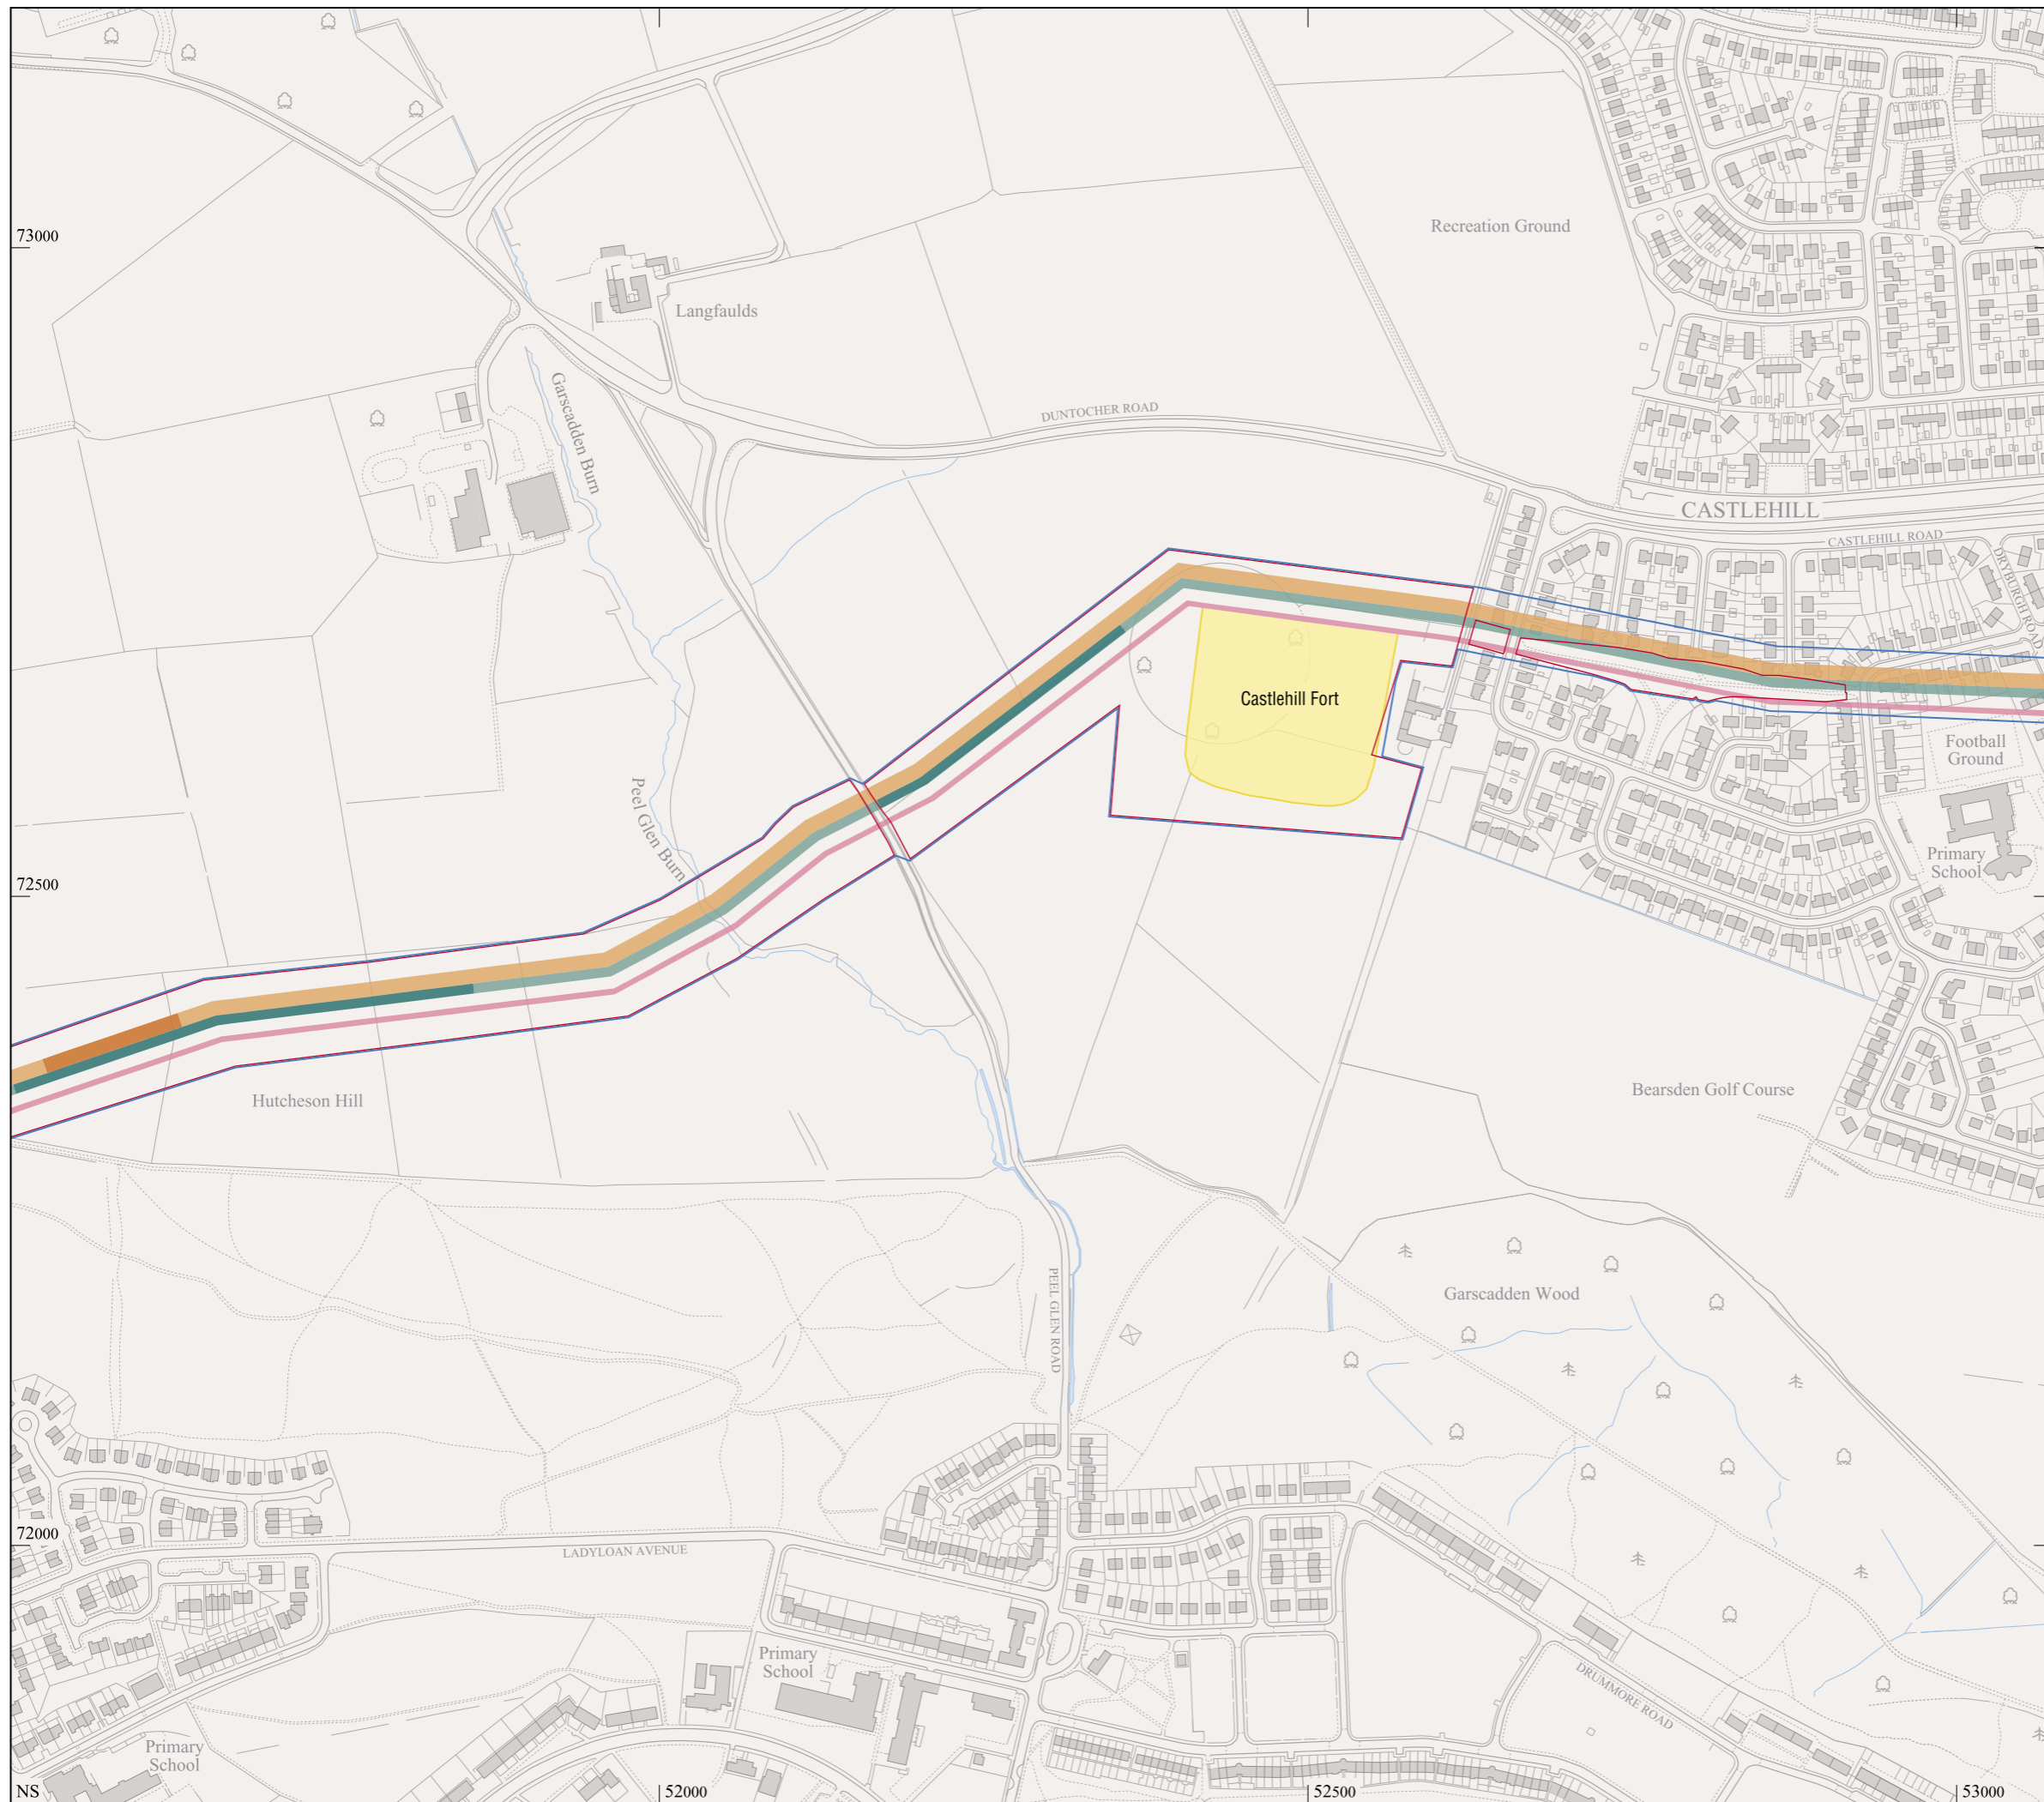 73000
Recreation Ground
Langfaulds
Garscadden Burn
DUNTOCHER ROAD
CASTLEHILL
CASTLEHILL ROAD
DRYBURGH ROAD
Castlehill Fort
Football
Ground
Peel Glen Burn
Primary
School
72500
Hutcheson Hill
Bearsden Golf Course
Garscadden Wood
PEEL GLEN ROAD
72000
LADYLOAN AVENUE
Primary
School
DRUMMORE ROAD
Primary
School
NS
52000
52500
53000